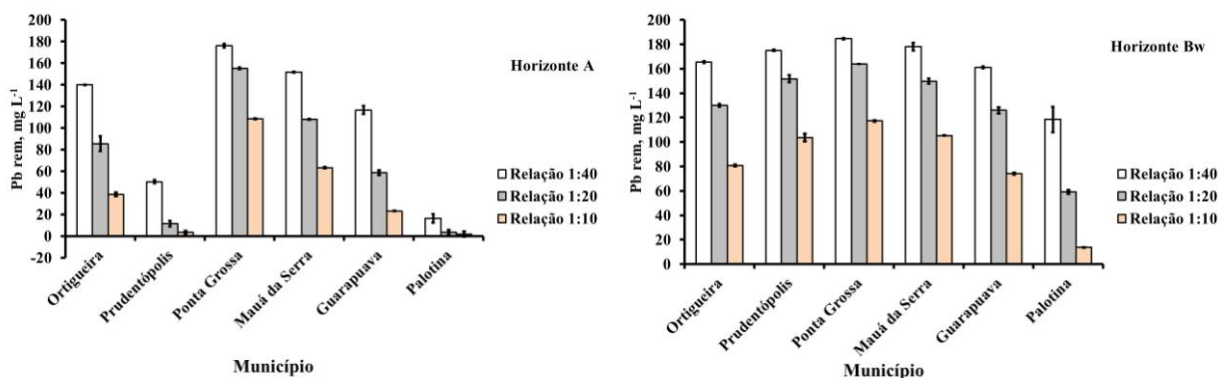 200
180
160
140
120
100
80
60
40
20
0
-20
Pb rem, mg L⁻¹
Horizonte A
Relação 1:40
Relação 1:20
Relação 1:10
Ortigueira
Prudentópolis
Ponta Grossa
Mauá da Serra
Guarapuava
Palotina
Município
200
180
160
140
120
100
80
60
40
20
0
Pb rem, mg L⁻¹
Horizonte Bw
Relação 1:40
Relação 1:20
Relação 1:10
Ortigueira
Prudentópolis
Ponta Grossa
Mauá da Serra
Guarapuava
Palotina
Município